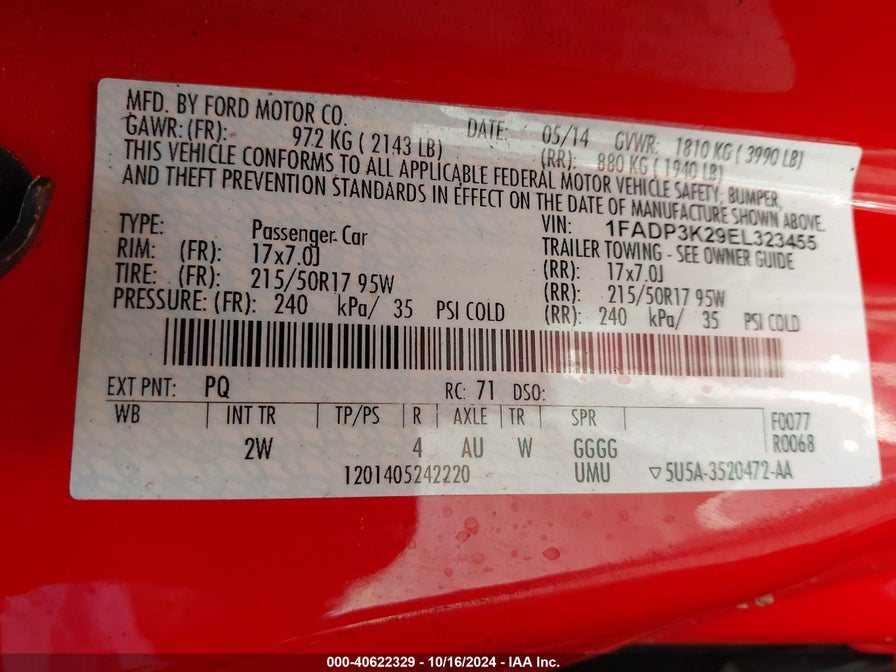 MFD. BY FORD MOTOR CO.
DATE: 05/14 GVWR: 1810 KG ( 3990 LB)
GAWR: (FR): 972 KG ( 2143 LB) (RR): 880 KG ( 1940 LB)
THIS VEHICLE CONFORMS TO ALL APPLICABLE FEDERAL MOTOR VEHICLE SAFETY, BUMPER,
AND THEFT PREVENTION STANDARDS IN EFFECT ON THE DATE OF MANUFACTURE SHOWN ABOVE.
VIN: 1FADP3K29EL323455
TYPE: Passenger Car TRAILER TOWING - SEE OWNER GUIDE
RIM: (FR): 17x7.0J (RR): 17x7.0J
TIRE: (FR): 215/50R17 95W (RR): 215/50R17 95W
PRESSURE: (FR): 240 kPa/ 35 PSI COLD (RR): 240 kPa/ 35 PSI COLD
EXT PNT: PQ RC: 71 DSO:
WB INT TR TP/PS R AXLE TR SPR F0077
2W 4 AU W GGGG R0068
1201405242220 UMU ▽5U5A-3520472-AA
000-40622329 - 10/16/2024 - IAA Inc.